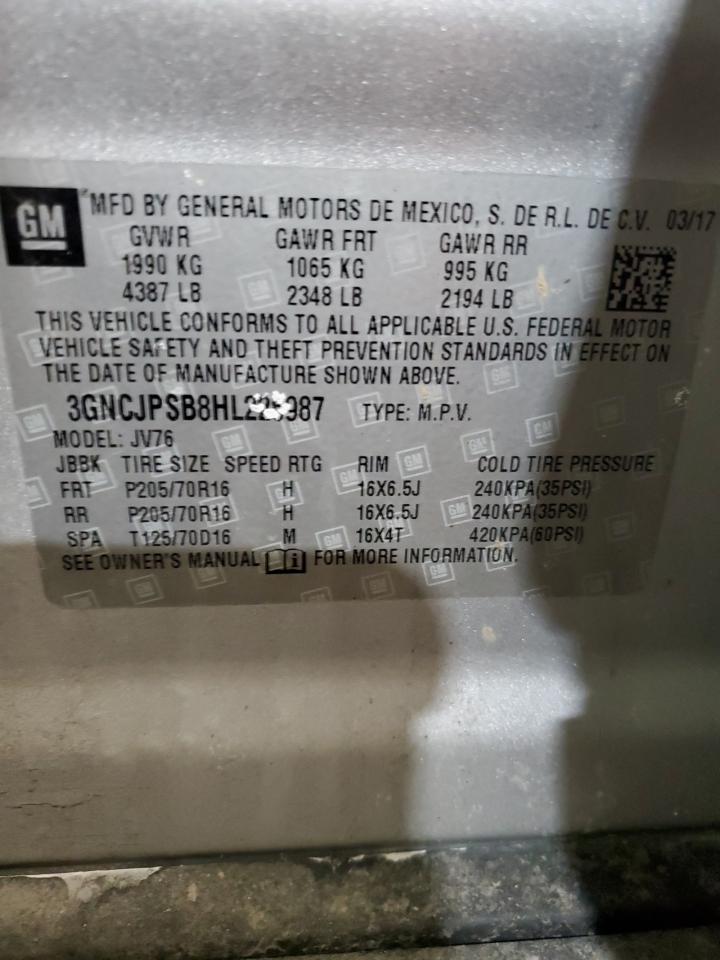 GM
MFD BY GENERAL MOTORS DE MEXICO, S. DE R.L. DE C.V. 03/17
GVWR GAWR FRT GAWR RR
1990 KG 1065 KG 995 KG
4387 LB 2348 LB 2194 LB
THIS VEHICLE CONFORMS TO ALL APPLICABLE U.S. FEDERAL MOTOR
VEHICLE SAFETY AND THEFT PREVENTION STANDARDS IN EFFECT ON
THE DATE OF MANUFACTURE SHOWN ABOVE.
TYPE: M.P.V.
MODEL: JV76
JBBK TIRE SIZE SPEED RTG RIM COLD TIRE PRESSURE
FRT P205/70R16 H 16X6.5J 240KPA(35PSI)
RR P205/70R16 H 16X6.5J 240KPA(35PSI)
SPA T125/70D16 M 16X4T 420KPA(60PSI)
SEE OWNER'S MANUAL FOR MORE INFORMATION.